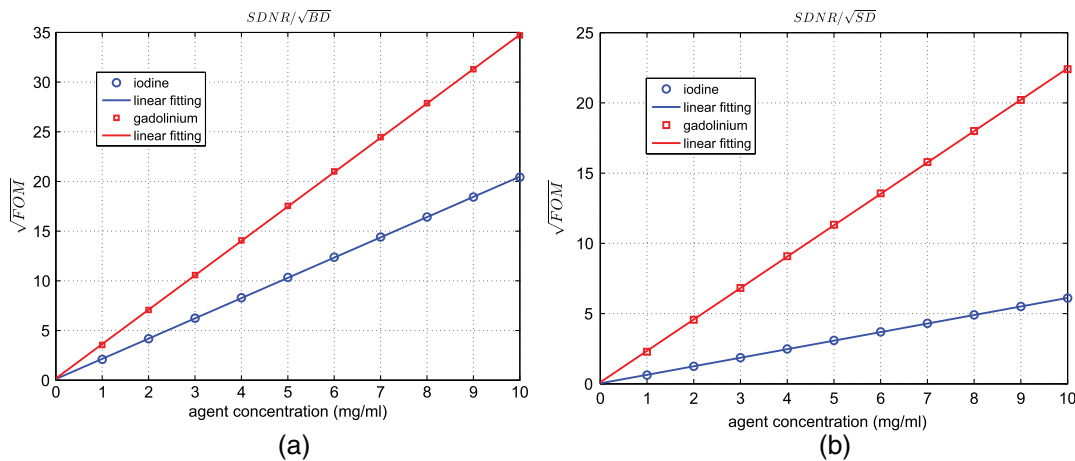 SDNR/√BD
35
30
25
20
15
10
5
0
√FOM
iodine
linear fitting
gadolinium
linear fitting
0 1 2 3 4 5 6 7 8 9 10
agent concentration (mg/ml)
(a)
SDNR/√SD
25
20
15
10
5
0
√FOM
iodine
linear fitting
gadolinium
linear fitting
0 1 2 3 4 5 6 7 8 9 10
agent concentration (mg/ml)
(b)